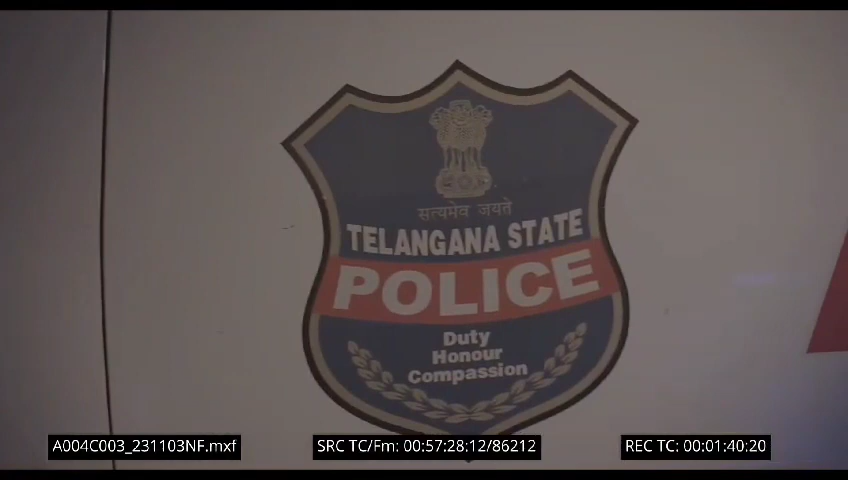 सत्यमेव जयते
TELANGANA STATE
POLICE
Duty
Honour
Compassion
A004C003_231103NF.mxf SRC TC/Fm: 00:57:28:12/86212 REC TC: 00:01:40:20